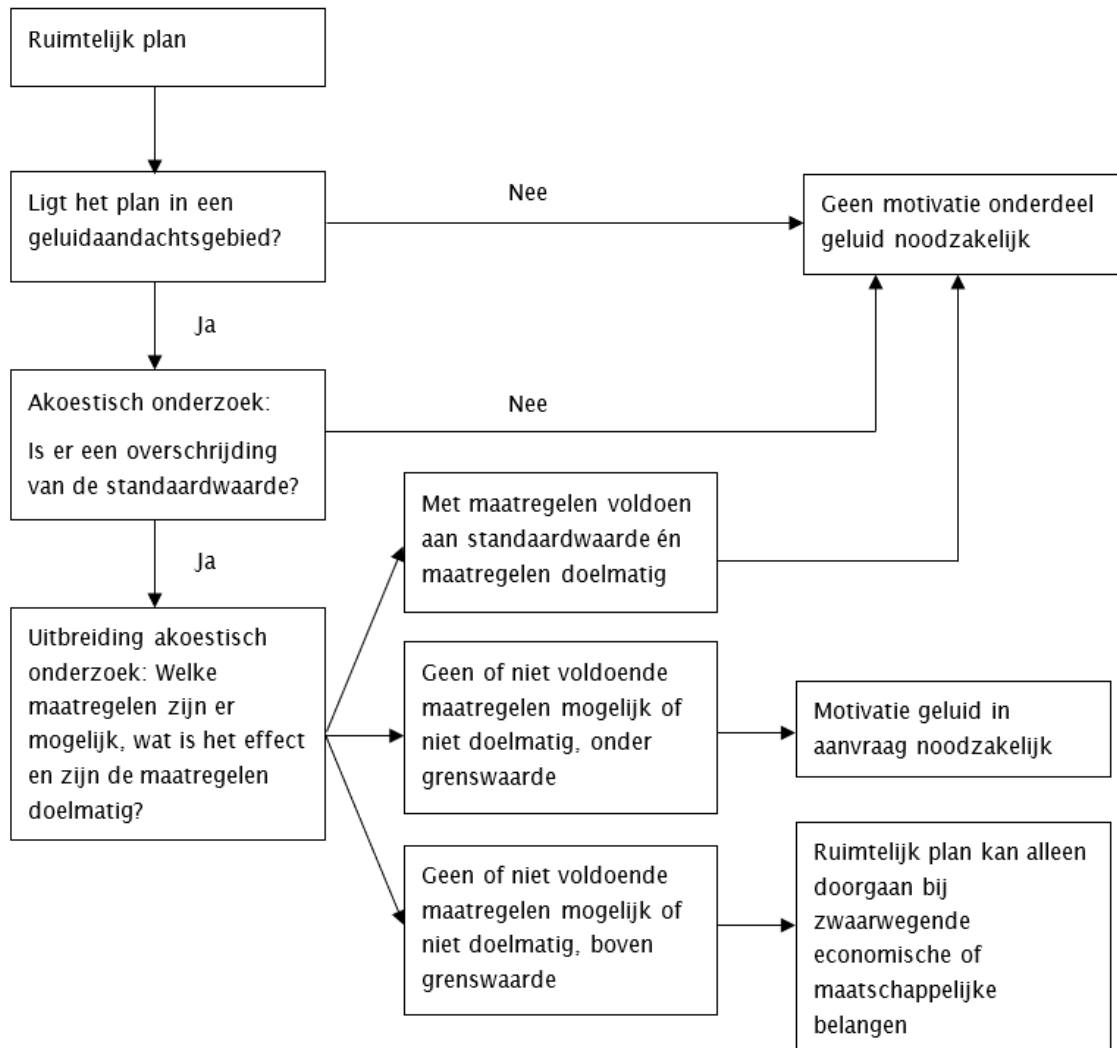 Ruimtelijk plan
Ligt het plan in een
geluidaandachtsgebied?
Nee
Geen motivatie onderdeel
geluid noodzakelijk
Ja
Akoestisch onderzoek:
Is er een overschrijding
van de standaardwaarde?
Nee
Ja
Met maatregelen voldoen
aan standaardwaarde én
maatregelen doelmatig
Uitbreiding akoestisch
onderzoek: Welke
maatregelen zijn er
mogelijk, wat is het effect
en zijn de maatregelen
doelmatig?
Geen of niet voldoende
maatregelen mogelijk of
niet doelmatig, onder
grenswaarde
Motivatie geluid in
aanvraag noodzakelijk
Geen of niet voldoende
maatregelen mogelijk of
niet doelmatig, boven
grenswaarde
Ruimtelijk plan kan alleen
doorgaan bij
zwaarwegende
economische of
maatschappelijke
belangen